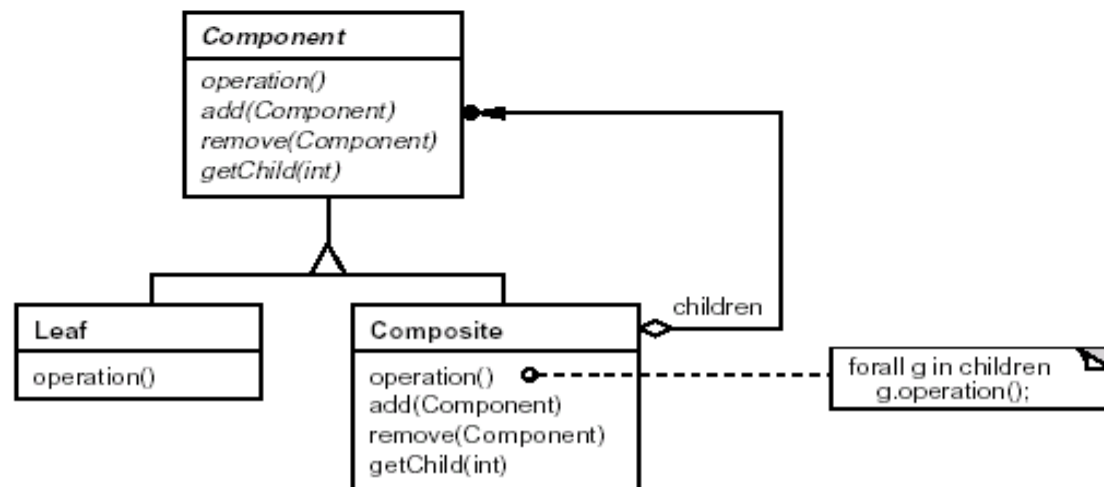 Component
operation()
add(Component)
remove(Component)
getChild(int)
Leaf
operation()
Composite
operation()
add(Component)
remove(Component)
getChild(int)
children
forall g in children
g.operation();